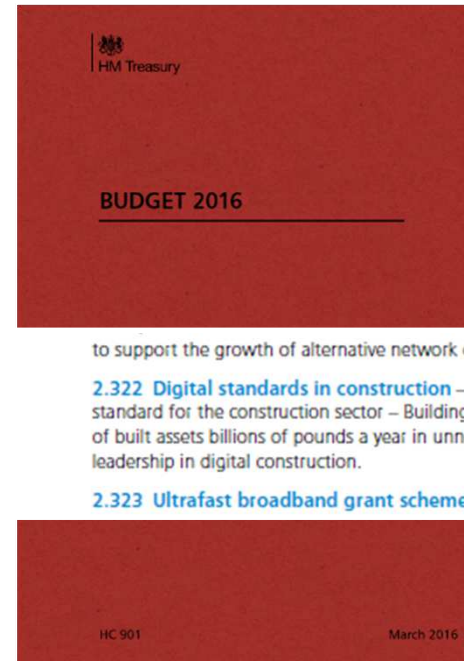 HM Treasury
BUDGET 2016
to support the growth of alternative network
2.322 Digital standards in construction –
standard for the construction sector – Building
of built assets billions of pounds a year in unn
leadership in digital construction.
2.323 Ultrafast broadband grant scheme
HC 901
March 2016